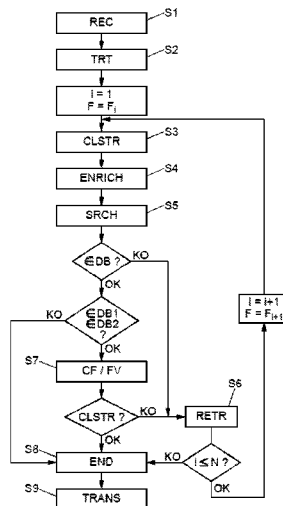 S1
REC
S2
TRT
I = 1
F = Fi
S3
CLSTR
S4
ENRICH
S5
SRCH
∈DB ?
KO
OK
KO
∈DB1
∈DB2
?
I = i+1
F = Fi+1
OK
S7
CF / FV
S6
CLSTR ?
KO
RETR
OK
S8
END
KO
I ≤ N ?
OK
S9
TRANS